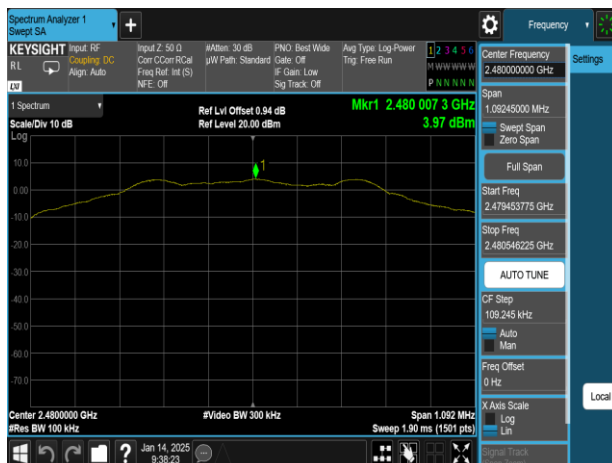 Spectrum Analyzer 1
Swept SA
+
Frequency
KEYSIGHT
RL
LXI
Input: RF
Coupling: DC
Align: Auto
Input Z: 50 Ω
Corr CCorr RCal
Freq Ref: Int (S)
NFE: Off
#Atten: 30 dB
µW Path: Standard
PNO: Best Wide
Gate: Off
IF Gain: Low
Sig Track: Off
Avg Type: Log-Power
Trig: Free Run
1 2 3 4 5 6
M W W W W W
P N N N N N
1 Spectrum
Scale/Div 10 dB
Log
Ref Lvl Offset 0.94 dB
Ref Level 20.00 dBm
Mkr1 2.480 007 3 GHz
3.97 dBm
1
10.0
0.00
-10.0
-20.0
-30.0
-40.0
-50.0
-60.0
-70.0
Center 2.4800000 GHz
#Res BW 100 kHz
#Video BW 300 kHz
Span 1.092 MHz
Sweep 1.90 ms (1501 pts)
Center Frequency
2.480000000 GHz
Settings
Span
1.09245000 MHz
Swept Span
Zero Span
Full Span
Start Freq
2.479453775 GHz
Stop Freq
2.480546225 GHz
AUTO TUNE
CF Step
109.245 kHz
Auto
Man
Freq Offset
0 Hz
X Axis Scale
Log
Lin
Local
Signal Track
?
Jan 14, 2025
9:38:23